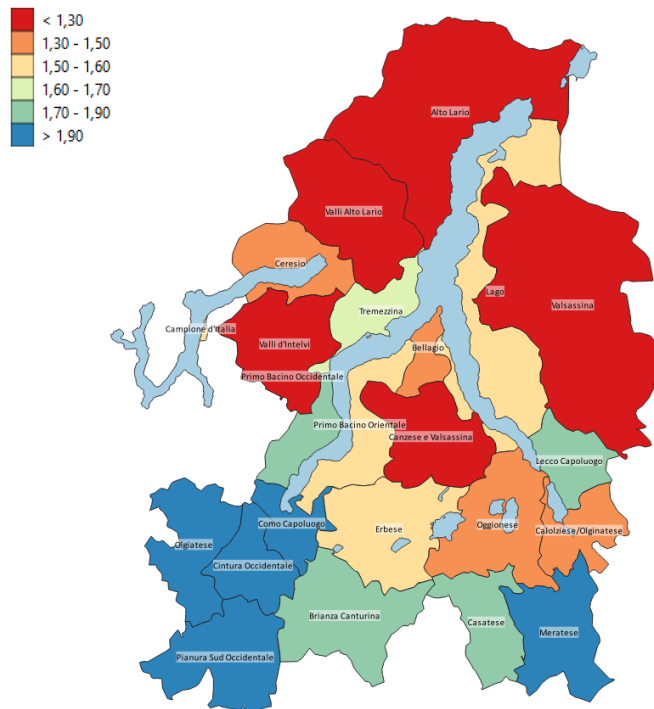 < 1,30
1,30 - 1,50
1,50 - 1,60
1,60 - 1,70
1,70 - 1,90
> 1,90
Alto Lario
Valli Alto Lario
Ceresio
Lago
Valsassina
Tremezzina
Campione d'Italia
Valli d'Intelvi
Bellagio
Primo Bacino Occidentale
Primo Bacino Orientale
Canzese e Valsassina
Lecco Capoluogo
Como Capoluogo
Erbese
Oggionese
Calolziese/Olginatese
Olgiatese
Cintura Occidentale
Brianza Canturina
Casatese
Meratese
Pianura Sud Occidentale